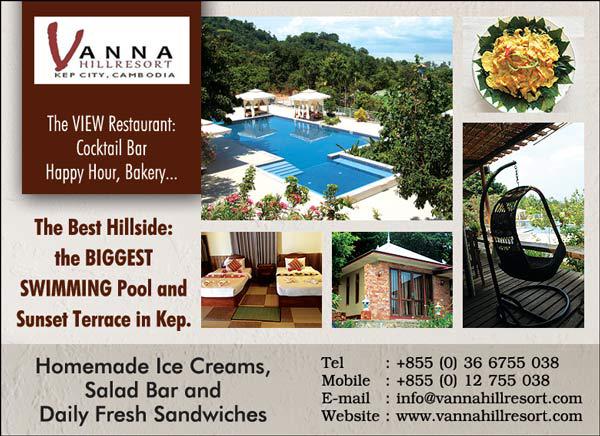 VANNA
HILLRESORT
KEP CITY, CAMBODIA
The VIEW Restaurant:
Cocktail Bar
Happy Hour, Bakery...
The Best Hillside:
the BIGGEST
SWIMMING Pool and
Sunset Terrace in Kep.
Homemade Ice Creams,
Salad Bar and
Daily Fresh Sandwiches
Tel : +855 (0) 36 6755 038
Mobile : +855 (0) 12 755 038
E-mail : info@vannahillresort.com
Website : www.vannahillresort.com